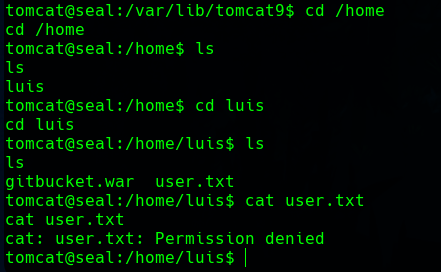 tomcat@seal:/var/lib/tomcat9$ cd /home
cd /home
tomcat@seal:/home$ ls
ls
luis
tomcat@seal:/home$ cd luis
cd luis
tomcat@seal:/home/luis$ ls
ls
gitbucket.war  user.txt
tomcat@seal:/home/luis$ cat user.txt
cat user.txt
cat: user.txt: Permission denied
tomcat@seal:/home/luis$